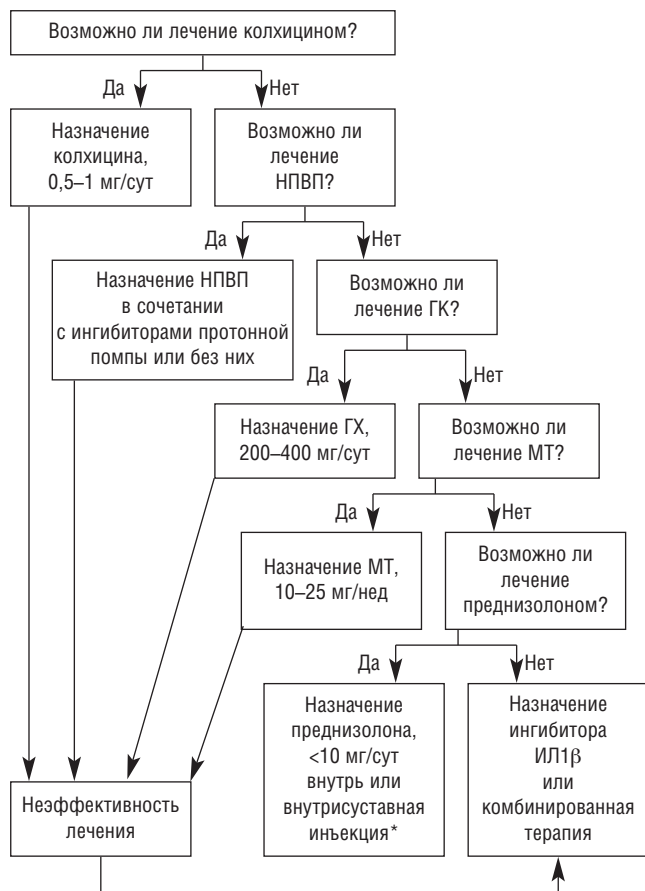 Возможно ли лечение колхицином?
Да
Нет
Назначение
колхицина,
0,5–1 мг/сут
Возможно ли
лечение
НПВП?
Да
Нет
Назначение НПВП
в сочетании
с ингибиторами протонной
помпы или без них
Возможно ли
лечение ГК?
Да
Нет
Назначение ГХ,
200–400 мг/сут
Возможно ли
лечение МТ?
Да
Нет
Назначение МТ,
10–25 мг/нед
Возможно ли
лечение
преднизолоном?
Да
Нет
Назначение
преднизолона,
<10 мг/сут
внутрь или
внутрисуставная
инъекция*
Назначение
ингибитора
ИЛ1β
или
комбинированная
терапия
Неэффективность
лечения